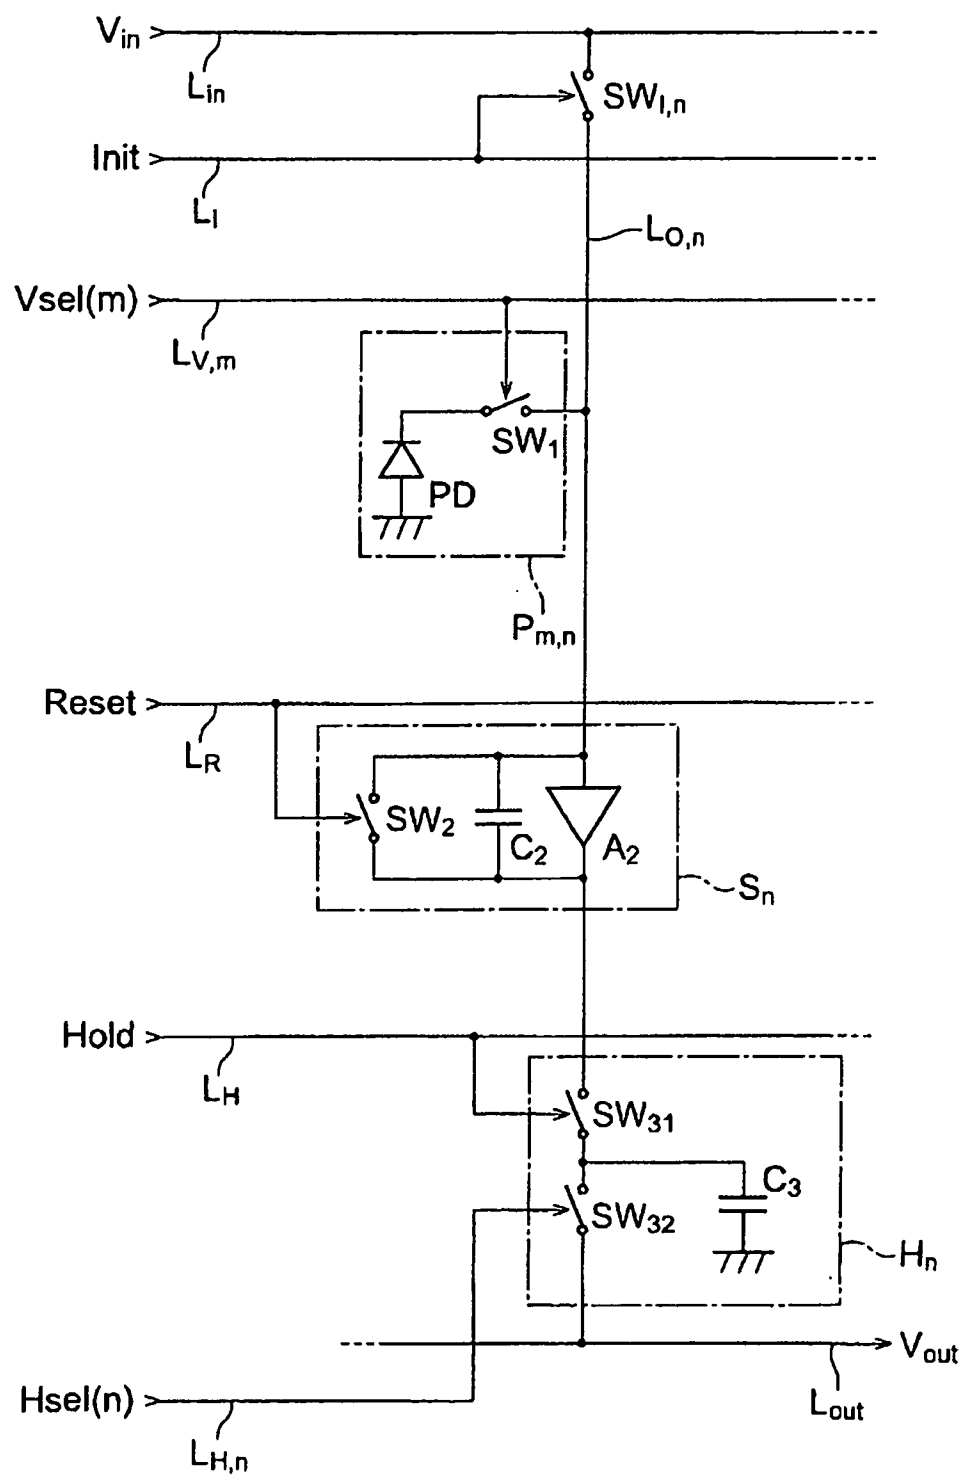 Vin
Lin
SWI,n
Init
LI
LO,n
Vsel(m)
LV,m
SW1
PD
Pm,n
Reset
LR
SW2
C2
A2
Sn
Hold
LH
SW31
C3
SW32
Hn
Vout
Lout
Hsel(n)
LH,n